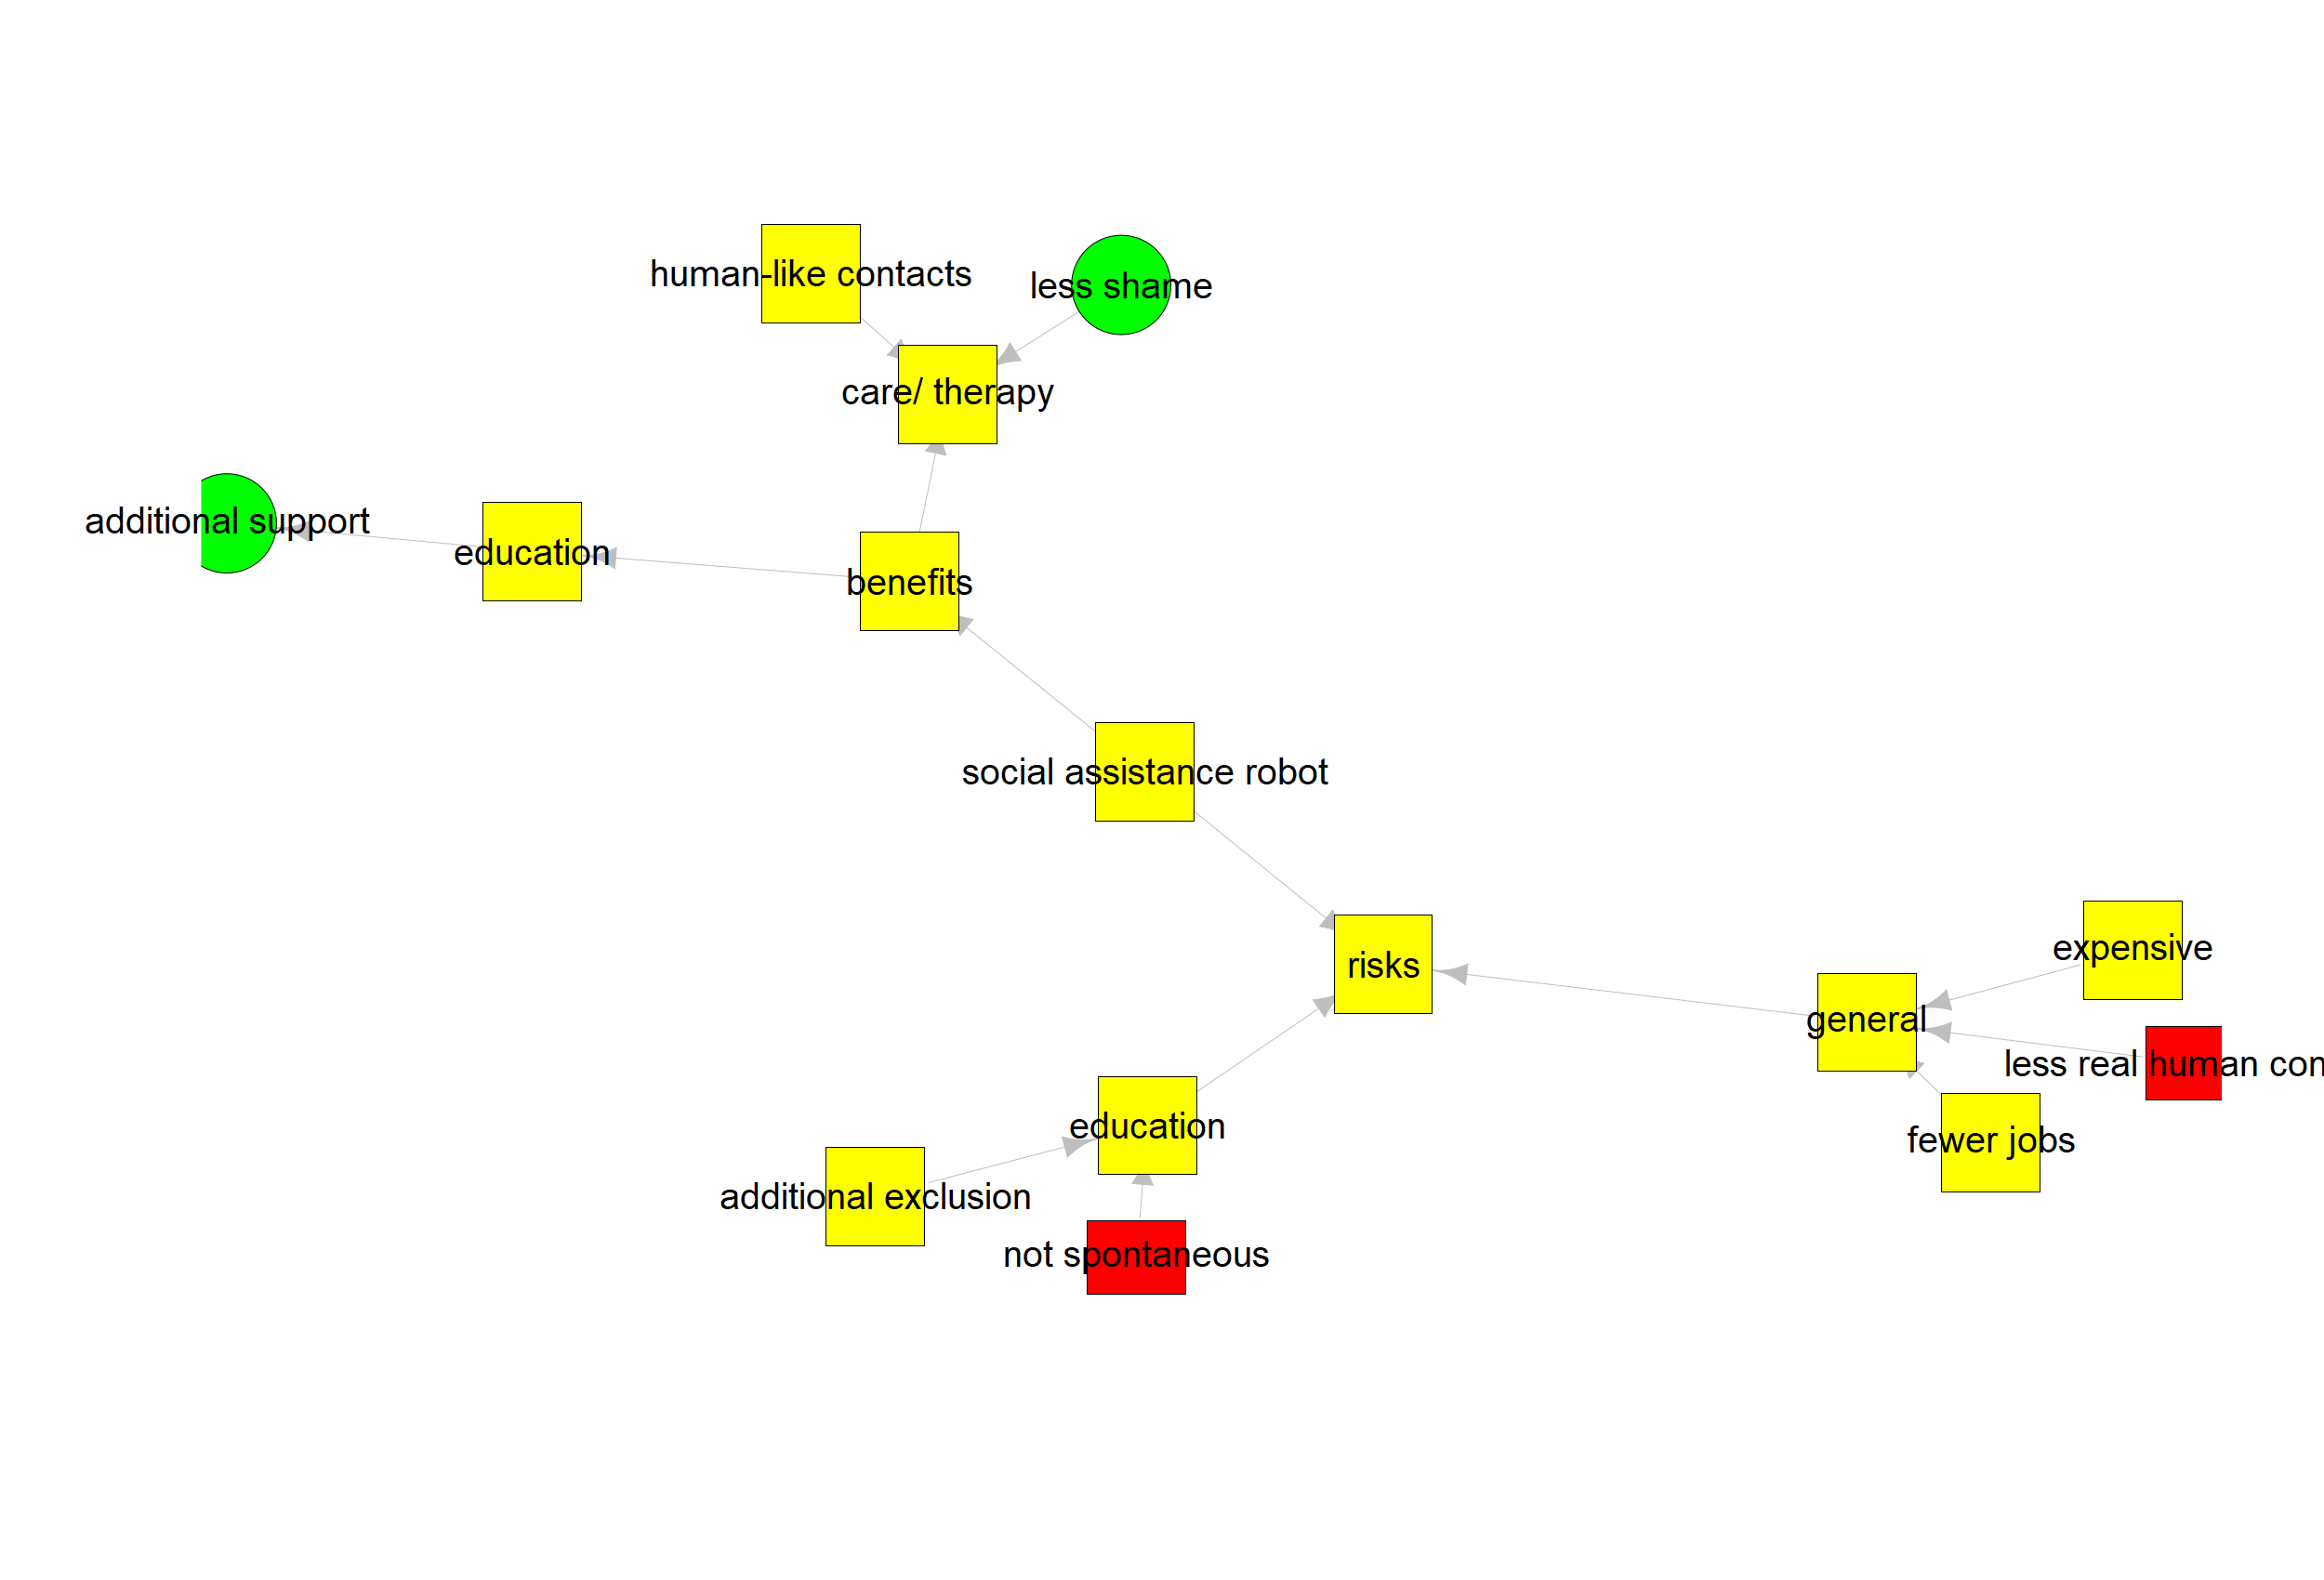 human-like contacts
less shame
care/ therapy
additional support
education
benefits
social assistance robot
expensive
risks
general
less real human con
education
fewer jobs
additional exclusion
not spontaneous